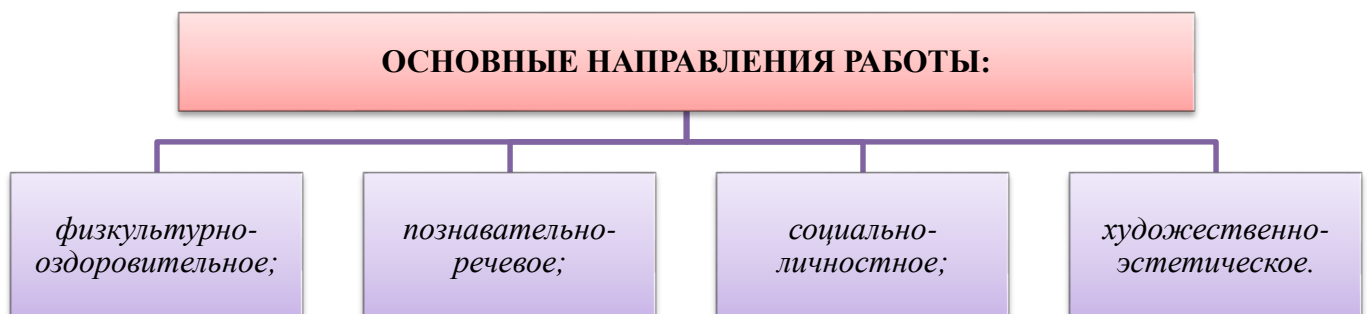 ОСНОВНЫЕ НАПРАВЛЕНИЯ РАБОТЫ:
физкультурно-
оздоровительное;
познавательно-
речевое;
социально-
личностное;
художественно-
эстетическое.